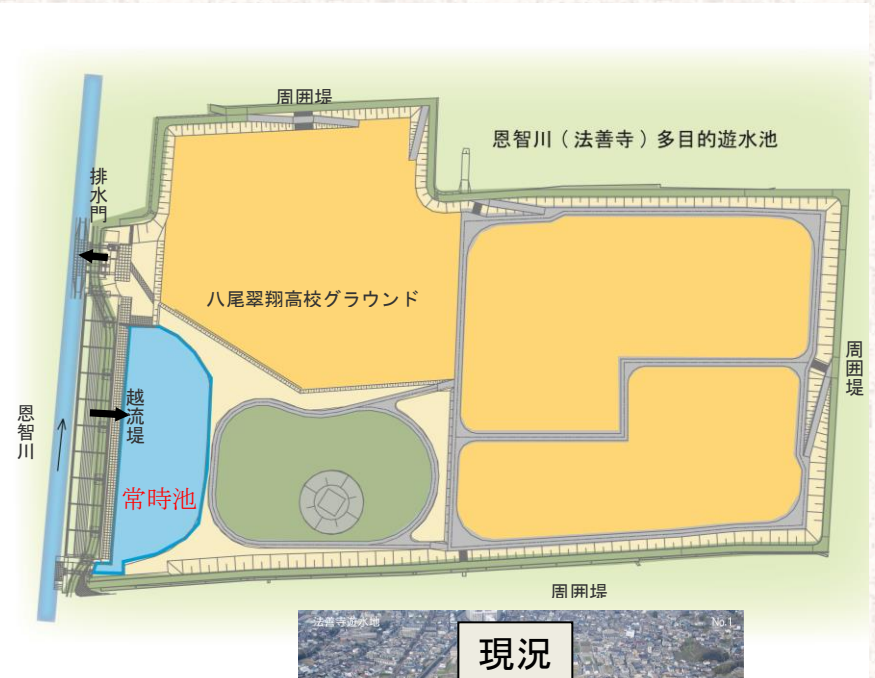 周囲堤
恩智川（法善寺）多目的遊水池
排水門
八尾翠翔高校グラウンド
周囲堤
越流堤
恩智川
常時池
周囲堤
法善寺遊水地
No.1
現況